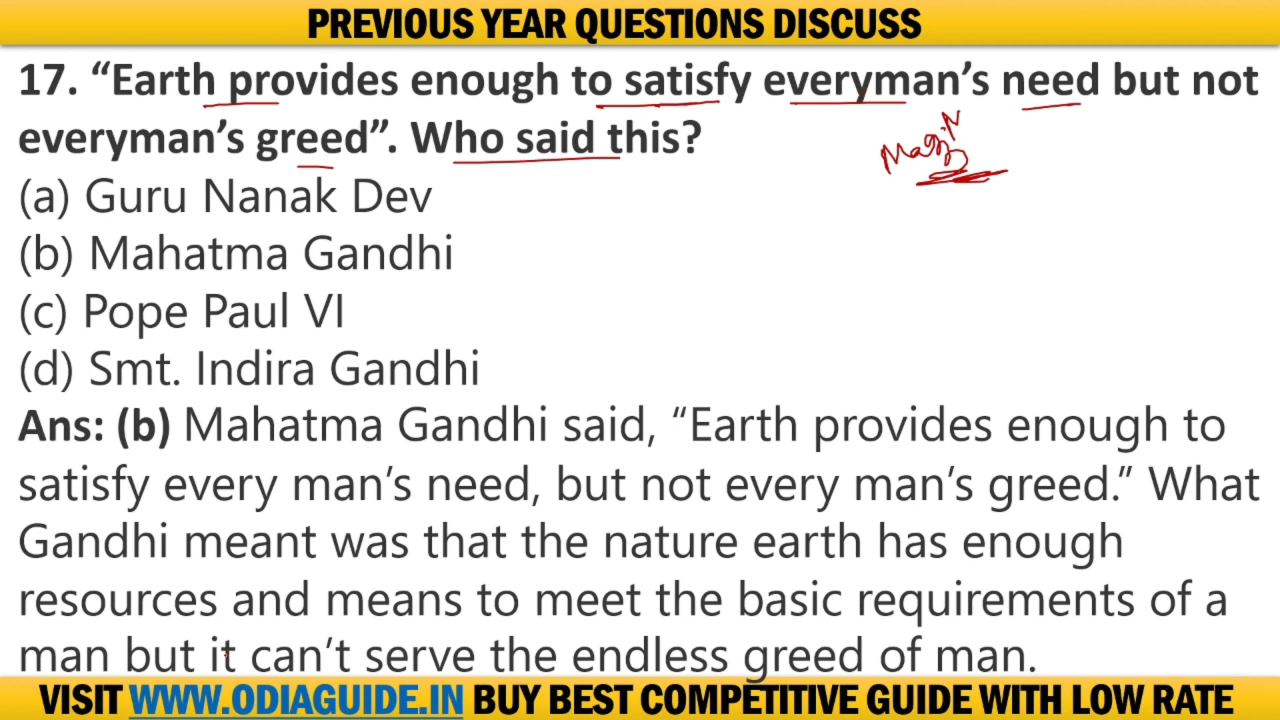 PREVIOUS YEAR QUESTIONS DISCUSS
17. “Earth provides enough to satisfy everyman’s need but not
everyman’s greed”. Who said this?
(a) Guru Nanak Dev
(b) Mahatma Gandhi
(c) Pope Paul VI
(d) Smt. Indira Gandhi
Ans: (b) Mahatma Gandhi said, “Earth provides enough to
satisfy every man’s need, but not every man’s greed.” What
Gandhi meant was that the nature earth has enough
resources and means to meet the basic requirements of a
man but it can’t serve the endless greed of man.
VISIT WWW.ODIAGUIDE.IN BUY BEST COMPETITIVE GUIDE WITH LOW RATE